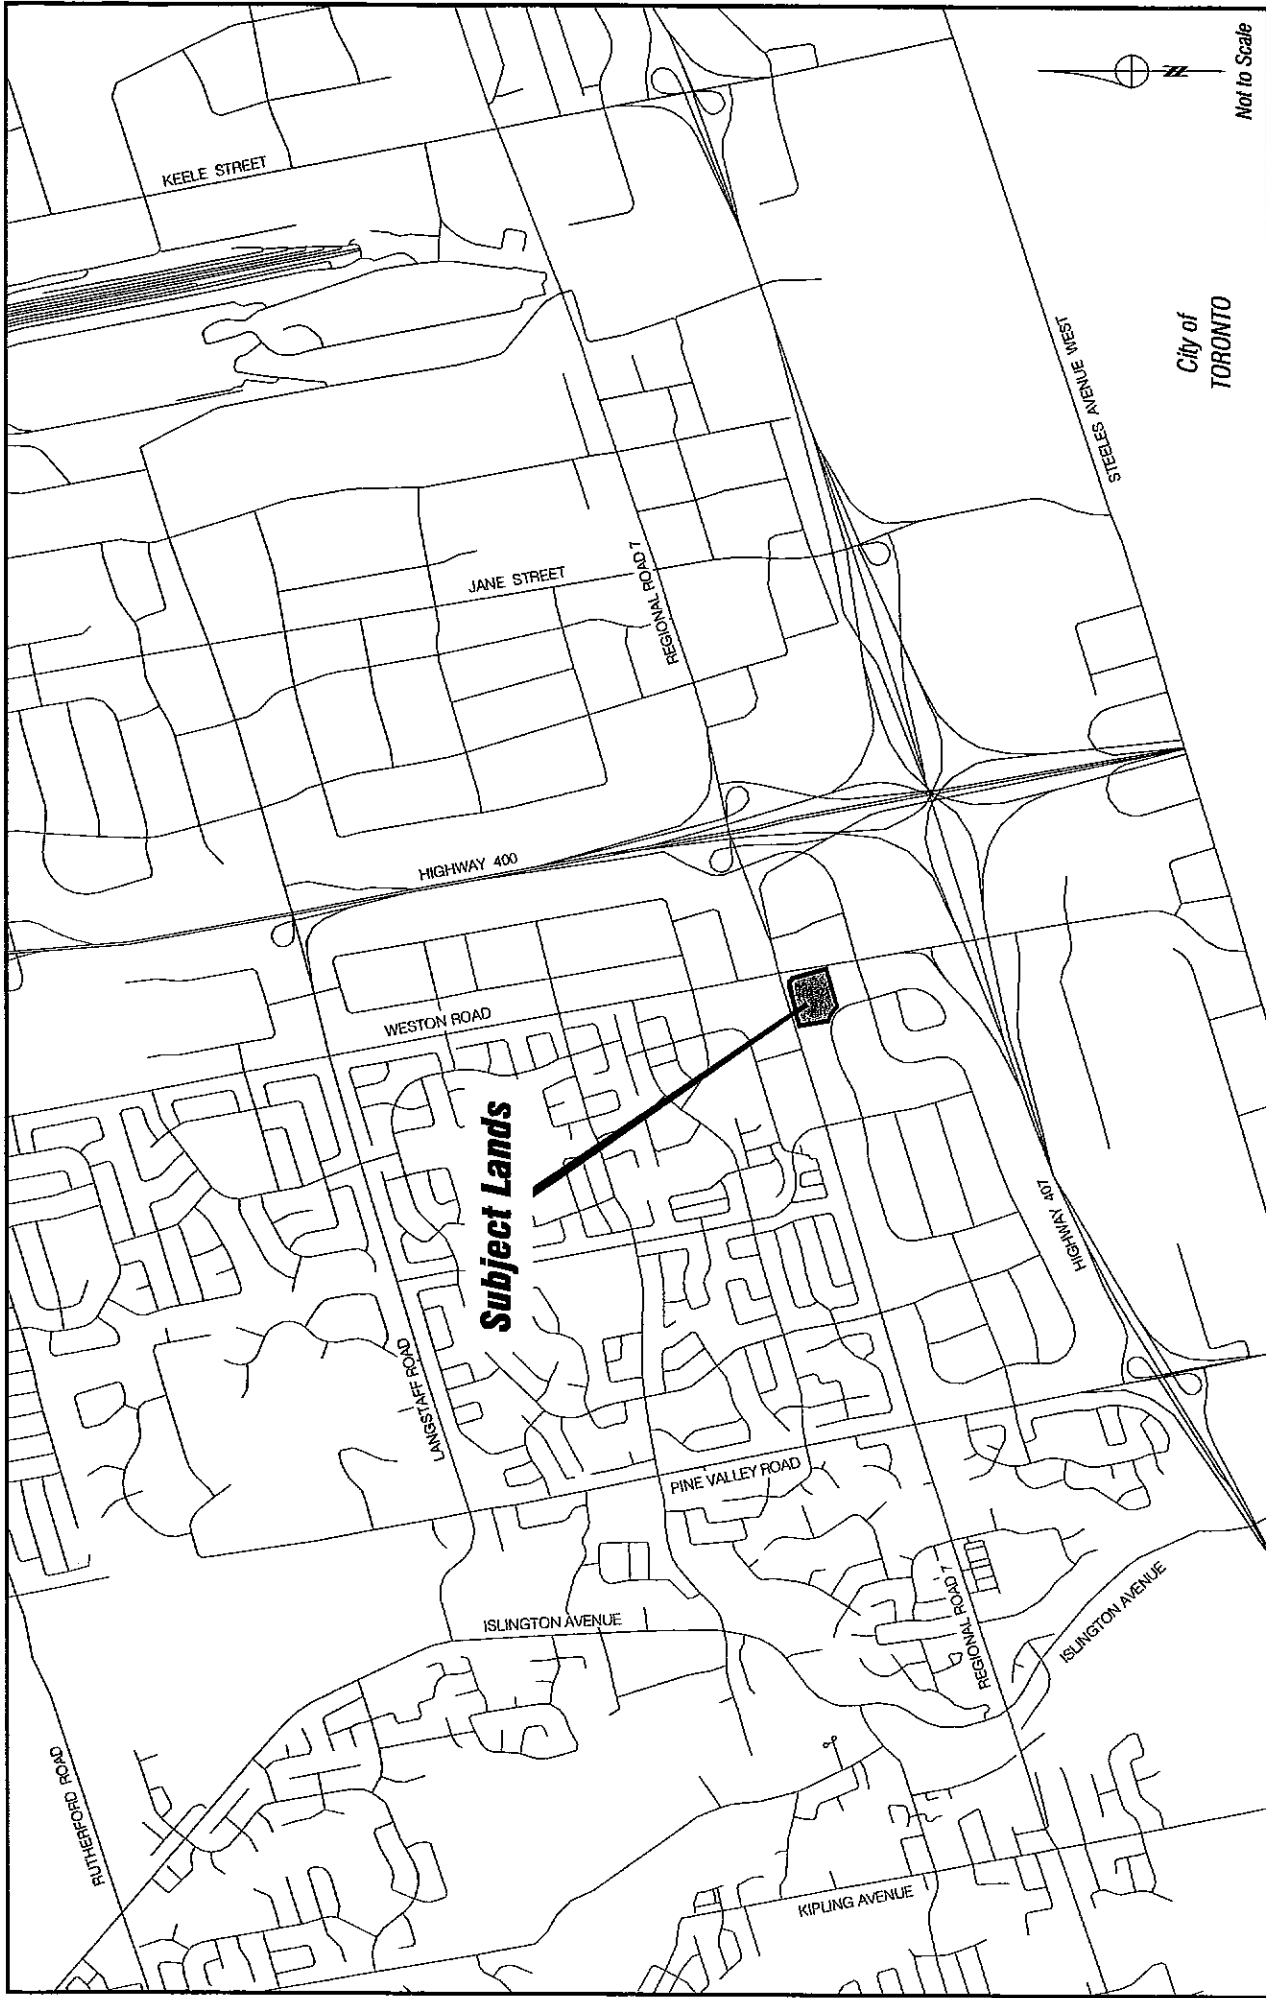 RUTHERFORD ROAD
LANGSTAFF ROAD
WESTON ROAD
HIGHWAY 400
JANE STREET
KEELE STREET
Subject Lands
ISLINGTON AVENUE
PINE VALLEY ROAD
REGIONAL ROAD 7
KIPLING AVENUE
REGIONAL ROAD 7
ISLINGTON AVENUE
HIGHWAY 407
STEELES AVENUE WEST
City of
TORONTO
N
Not to Scale